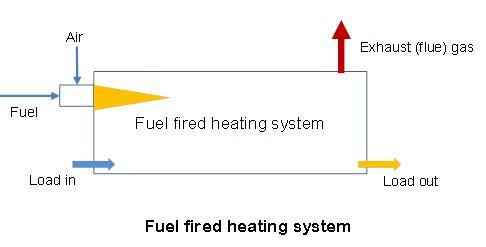 Air
Exhaust (flue) gas
Fuel
Fuel fired heating system
Load in
Load out
Fuel fired heating system